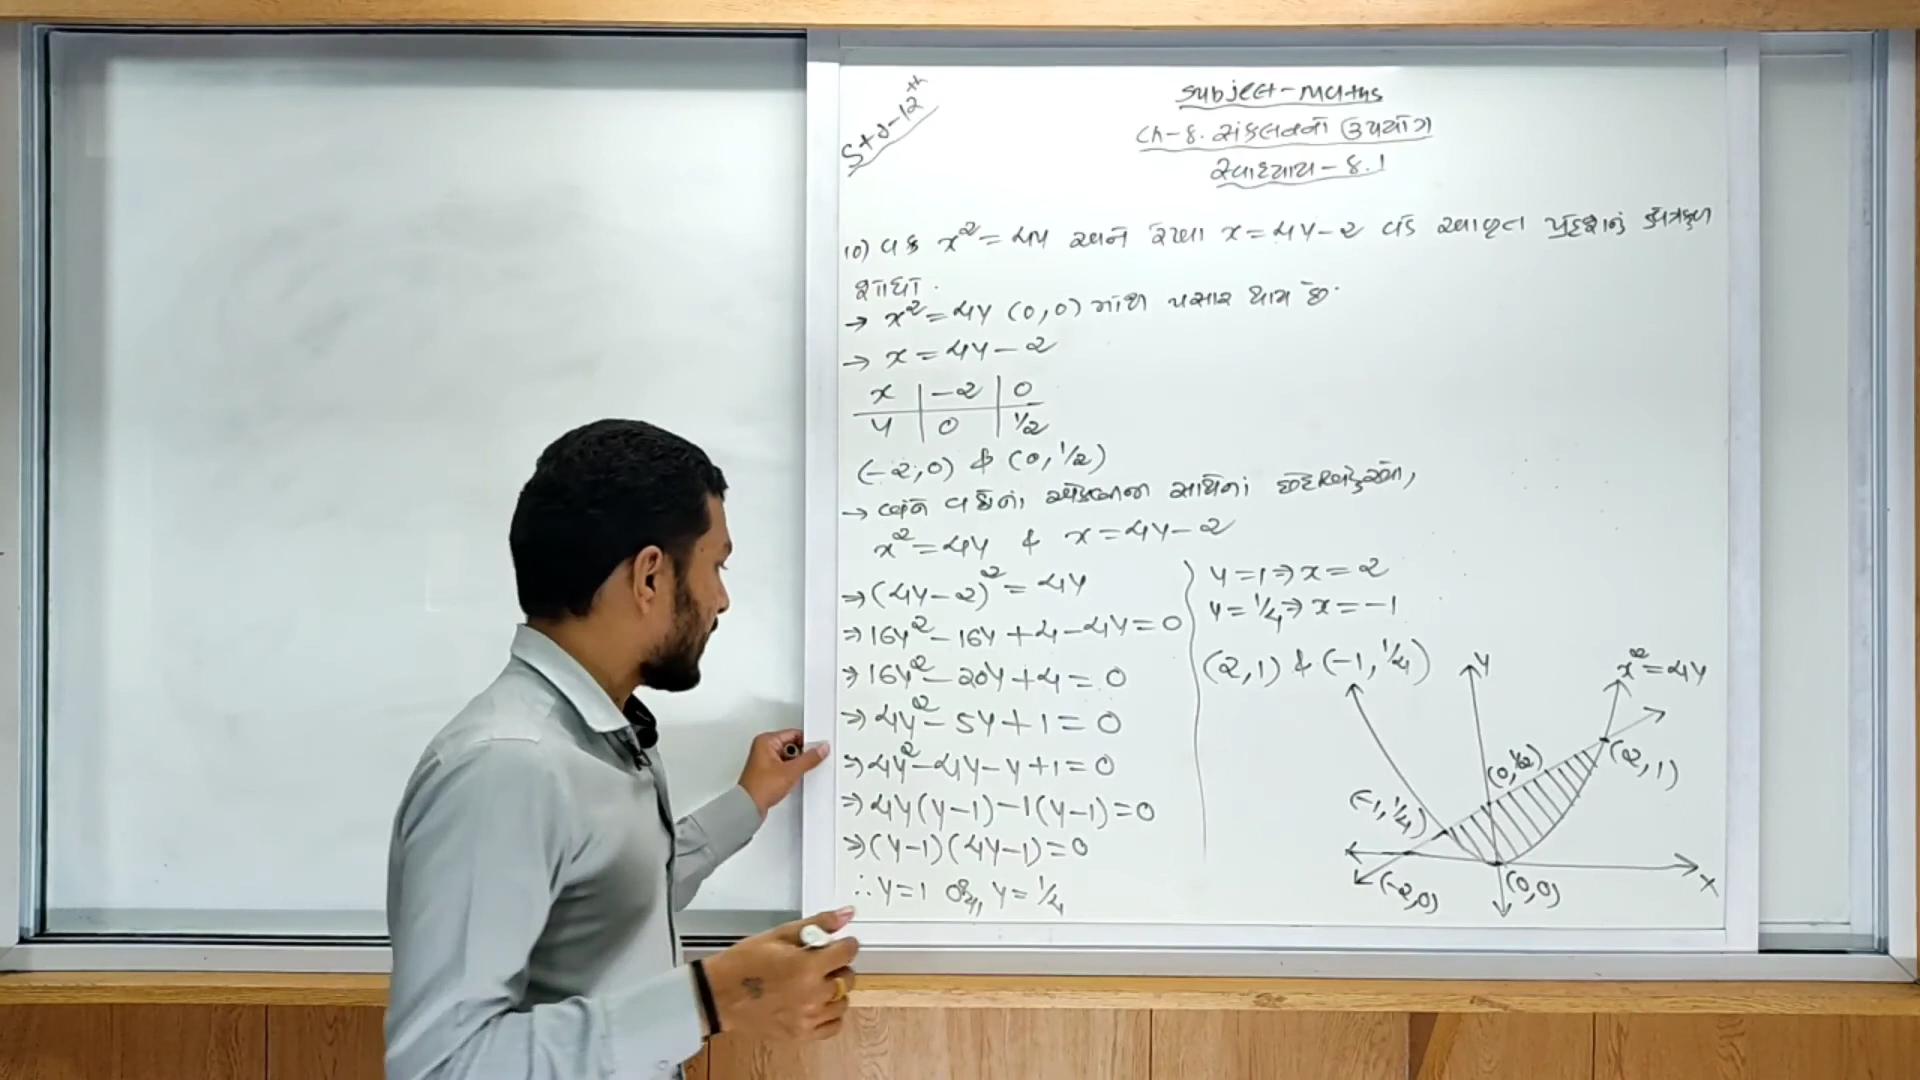 Std-12th
Subject-Maths
Ch-8. સંકલનનો ઉપયોગ
સ્વાધ્યાય-8.1
10) વક્ર x²=4y અને રેખા x=4y-2 વડે આવૃત્ત પ્રદેશનું ક્ષેત્રફળ
શોધો.
→ x²=4y (0,0) માંથી પસાર થાય છે.
→ x=4y-2
x | -2 | 0
y | 0 | 1/2
(-2,0) & (0,1/2)
→ બંને વક્રોનાં એકબીજા સાથેનાં છેદબિંદુઓ,
x²=4y & x=4y-2
⇒(4y-2)²=4y
⇒16y²-16y+4-4y=0
⇒16y²-20y+4=0
⇒4y²-5y+1=0
⇒4y²-4y-y+1=0
⇒4y(y-1)-1(y-1)=0
⇒(y-1)(4y-1)=0
∴y=1 or, y=1/4
y=1⇒x=2
y=1/4⇒x=-1
(2,1) & (-1,1/4)
y
x²=4y
(0,1/2)
(2,1)
(-1,1/4)
(-2,0)
(0,0)
x